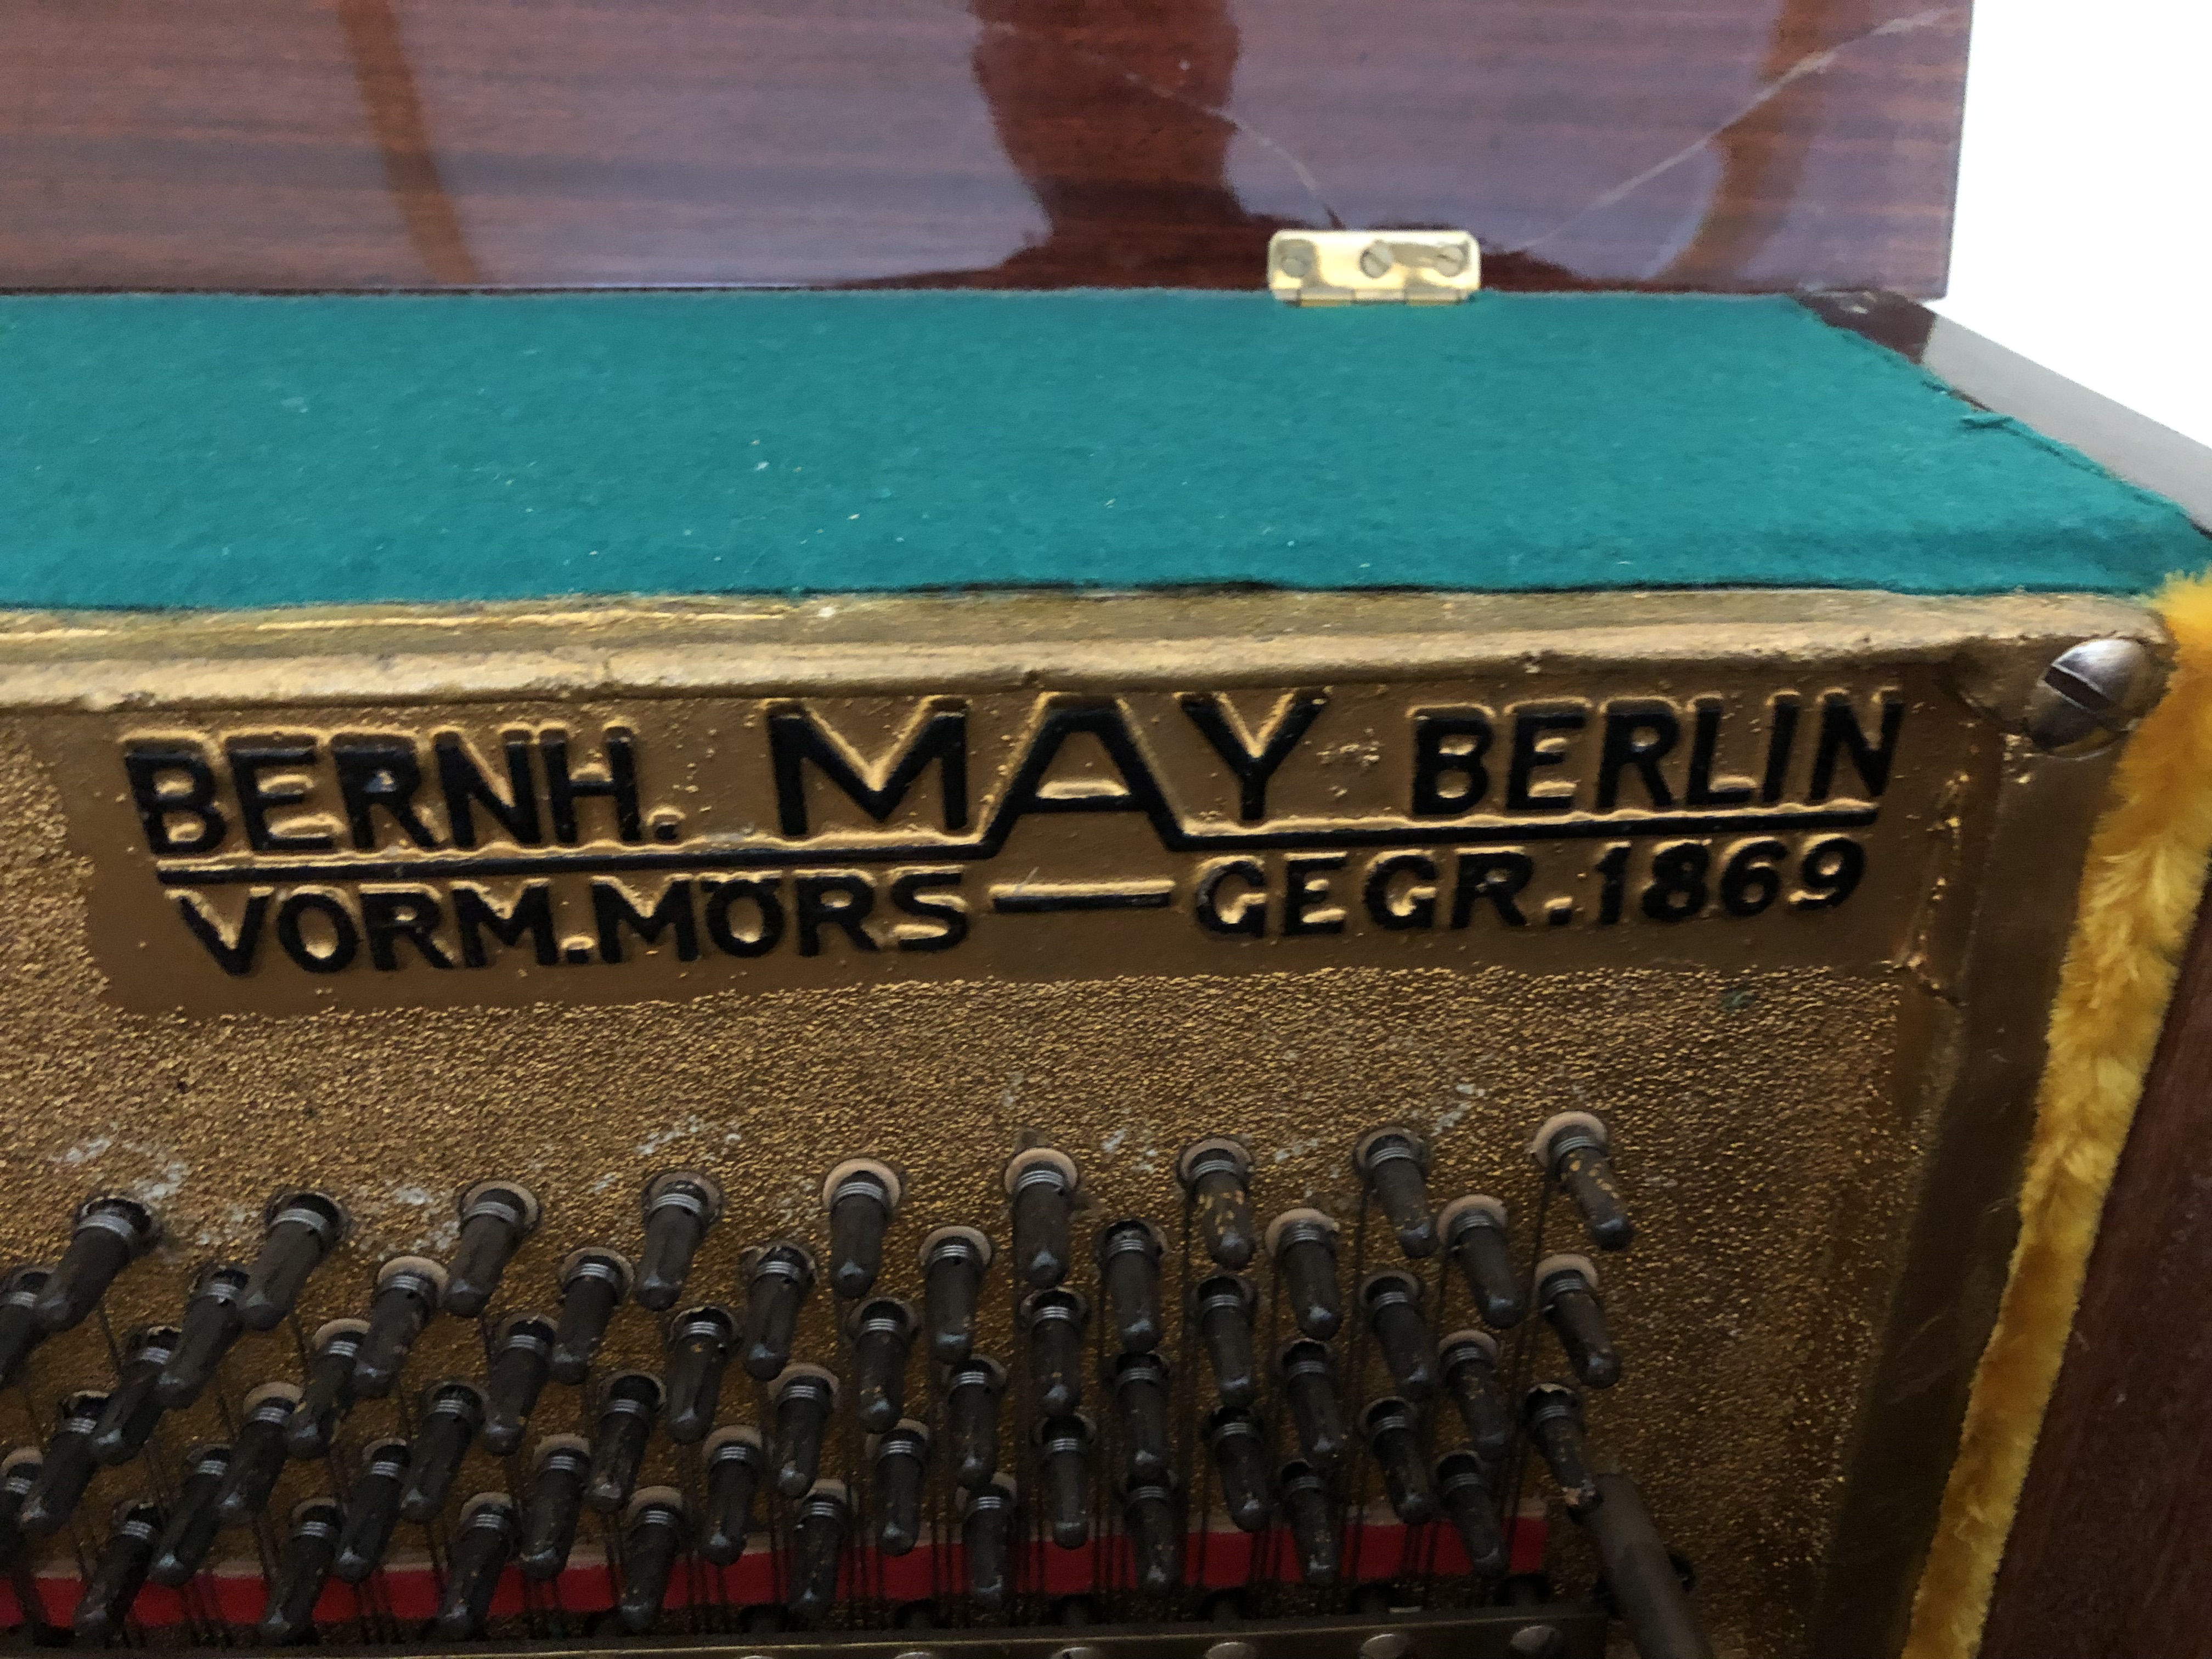 BERNH. MAY BERLIN
VORM. MÖRS — GEGR. 1869